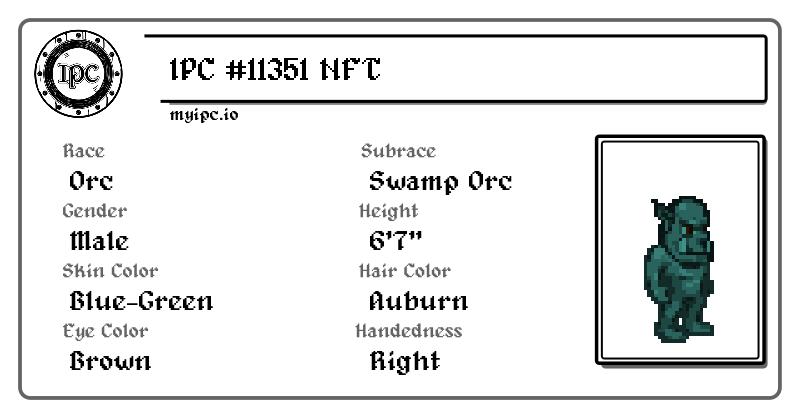 IPC
IPC #11351 NFT
myipc.io
Race
Subrace
Orc
Swamp Orc
Gender
Height
Male
6'7"
Skin Color
Hair Color
Blue-Green
Auburn
Eye Color
Handedness
Brown
Right